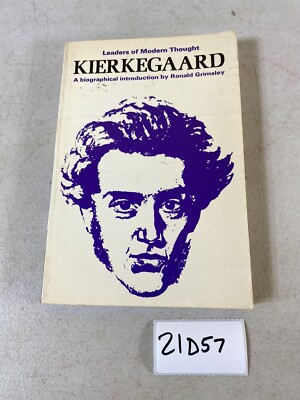 Leaders of Modern Thought
KIERKEGAARD
A biographical introduction by Ronald Grimsley
21D57